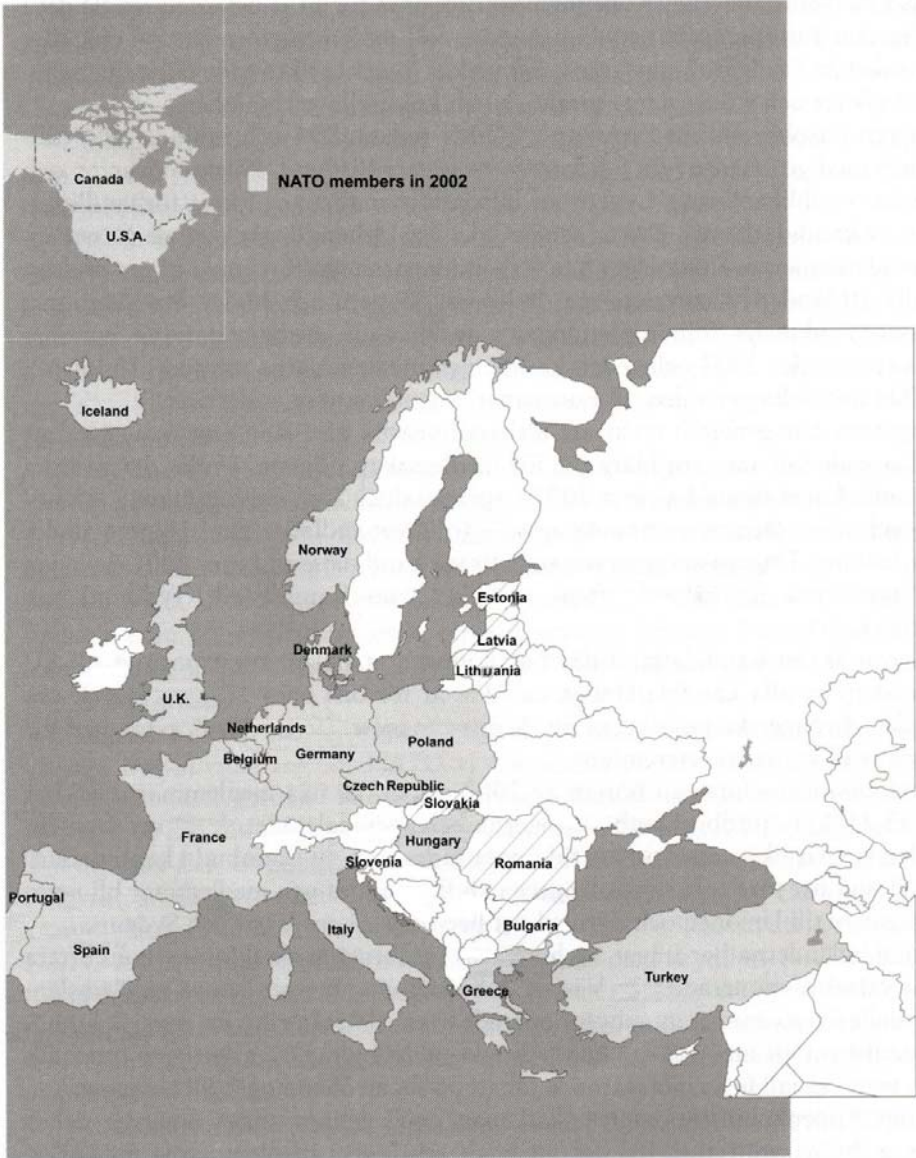 Canada
NATO members in 2002
U.S.A.
Iceland
Norway
Estonia
Latvia
Denmark
Lithuania
U.K.
Netherlands
Poland
Belgium
Germany
Czech Republic
Slovakia
France
Hungary
Slovenia
Romania
Portugal
Italy
Bulgaria
Spain
Turkey
Greece